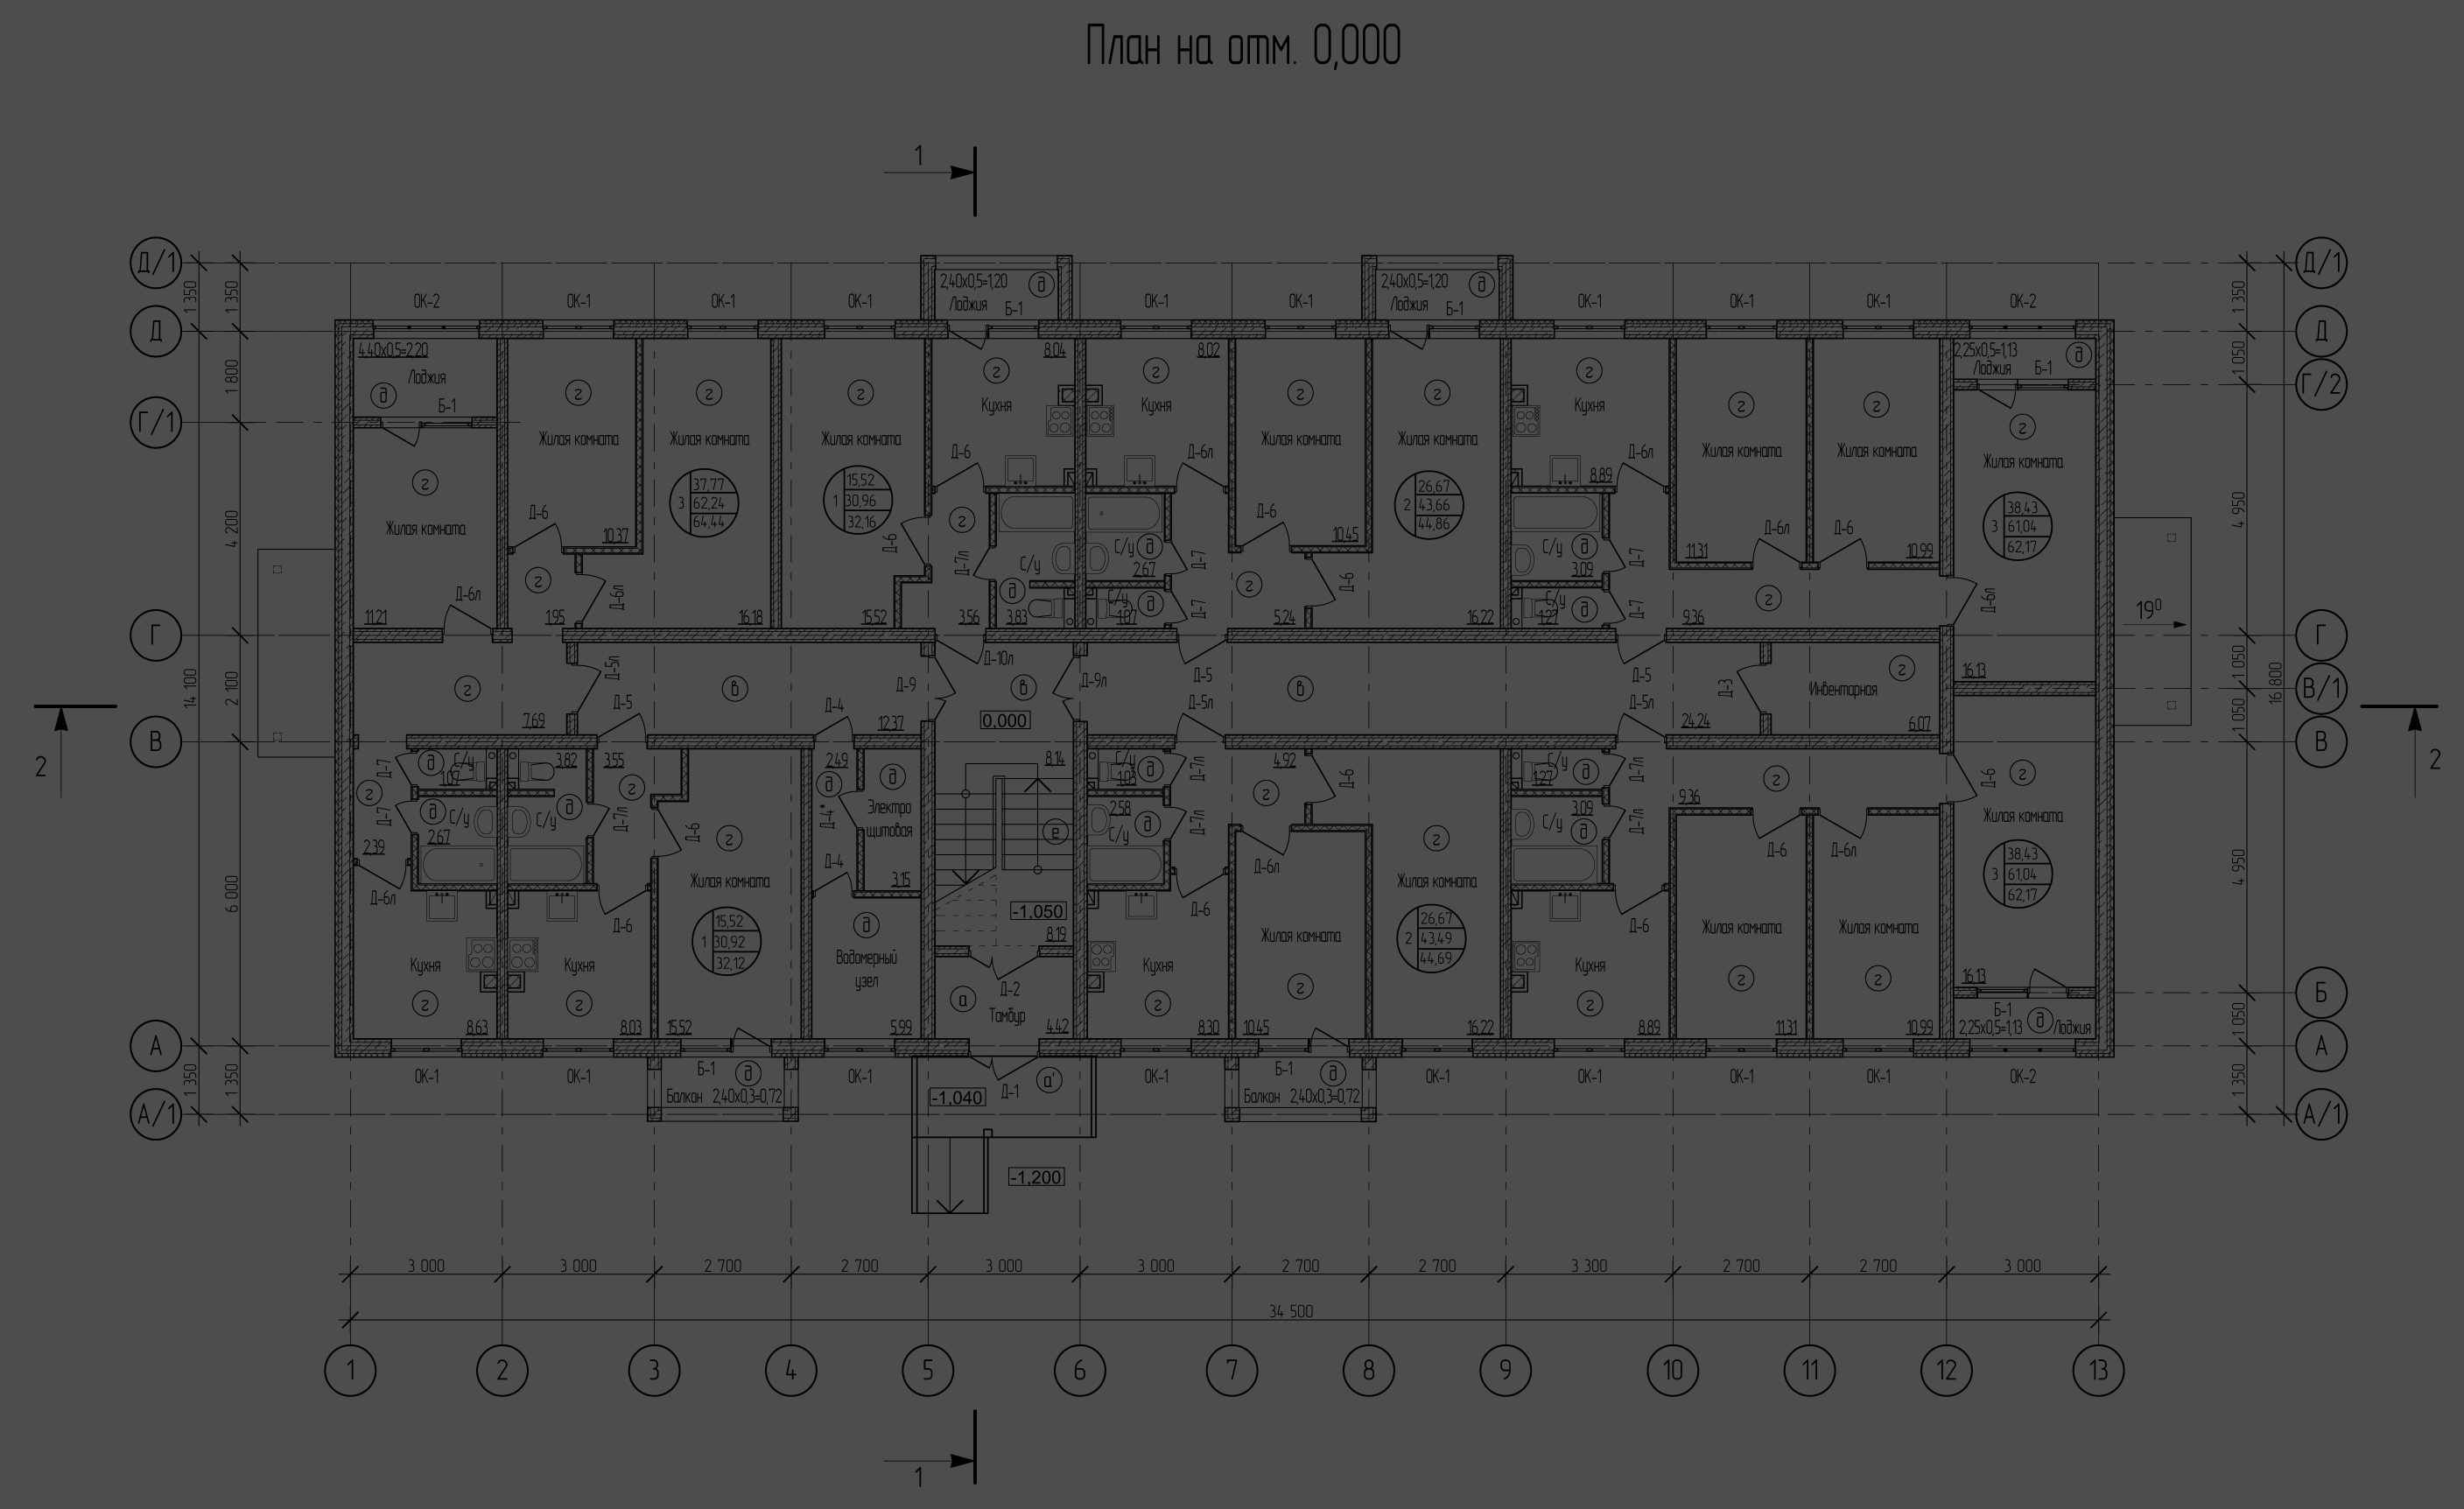 План на отм. 0,000
1
Д/1
Д/1
1 350
1 350
1 350
ОК-2
ОК-1
ОК-1
ОК-1
2,40х0,5=1,20
д
Лоджия
Б-1
ОК-1
ОК-1
2,40х0,5=1,20
д
Лоджия
Б-1
ОК-1
ОК-1
ОК-1
ОК-2
Д
Д
4.40х0,5=2,20
Лоджия
д
Б-1
8.04
8.02
2,25х0,5=1,13
Лоджия
Б-1
д
1 800
1 800
1 050
Г/2
Г/1
г
г
г
г
г
г
г
г
г
г
г
Кухня
Кухня
Кухня
Жилая комната
Жилая комната
Жилая комната
Жилая комната
Жилая комната
Жилая комната
Жилая комната
Жилая комната
г
Д-6
Д-6л
Д-6л
8.89
37,77
3 62,24
64,44
15,52
1 30,96
32,16
26,67
2 43,66
44,86
38,43
3 61,04
62,17
Жилая комната
Д-6
10.37
г
Д-6
Д-7л
С/у
С/у
д
2.67
Д-7
Д-6
10.45
С/у
д
3.09
Д-7
11.31
Д-6л
Д-6
10.99
4 200
4 950
г
Д-6л
Д-6л
д
С/у
д
Д-7
г
Д-6
С/у
д
Д-7
г
Д-6л
19⁰
11.21
1.95
16.18
15.52
3.56
3.83
1.07
5.24
16.22
1.27
9.36
Г
Г
16.13
1 050
В/1
1 050
2 100
14 100
16 800
г
Д-5л
в
Д-9
Д-10л
в
Д-9л
Д-5
в
Д-5
Д-3
г
Инвентарная
7.69
Д-5
Д-4
12.37
0.000
Д-5л
Д-5л
24.24
6.07
2
2
В
В
Д-7
д
С/у
1.07
3.82
3.55
2.49
д
д
8.14
С/у
1.03
д
Д-7л
4.92
Д-6
С/у
1.27
д
Д-7л
г
г
Д-6
г
Д-7
д
С/у
2.67
С/у
д
г
Д-7л
Д-6
г
Д-4*
Электро
щитовая
е
2.58
С/у
д
Д-7л
г
9.36
3.09
С/у
д
Д-7л
г
Жилая комната
2.39
Д-6л
Д-6
Жилая комната
Д-4
3.15
Д-6л
Д-6
Жилая комната
Д-6
Д-6
Д-6л
38,43
3 61,04
62,17
6 000
4 950
15,52
1 30,92
32,12
д
Водомерный
узел
-1.050
8.19
Жилая комната
26,67
2 43,49
44,69
Жилая комната
Жилая комната
Кухня
Кухня
Кухня
Кухня
г
г
а
Д-2
Тамбур
г
г
г
г
г
16.13
Б
Б-1
2,25х0,5=1,13
д
Лоджия
8.63
8.03
15.52
5.99
4.42
8.30
10.45
16.22
8.89
11.31
10.99
А
А
1 050
ОК-1
ОК-1
Б-1
д
ОК-1
Д-1
а'
ОК-1
Б-1
д
ОК-1
ОК-1
ОК-1
ОК-1
ОК-2
Балкон 2,40х0,3=0,72
-1.040
Балкон 2,40х0,3=0,72
1 350
1 350
1 350
А/1
А/1
-1.200
3 000
3 000
2 700
2 700
3 000
3 000
2 700
2 700
3 300
2 700
2 700
3 000
34 500
1
2
3
4
5
6
7
8
9
10
11
12
13
1